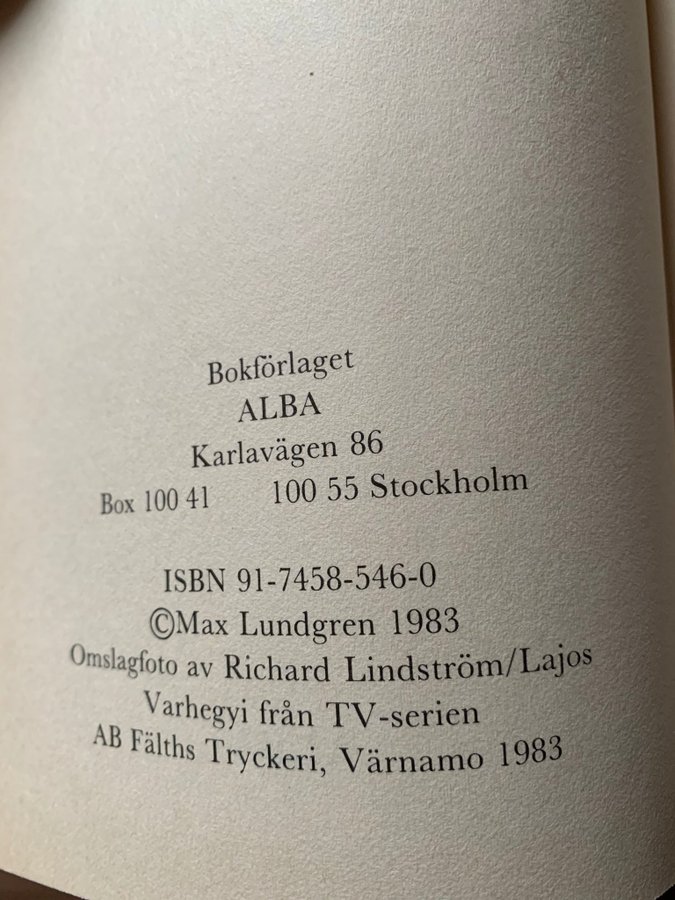 Bokförlaget
ALBA
Karlavägen 86
Box 100 41 100 55 Stockholm
ISBN 91-7458-546-0
©Max Lundgren 1983
Omslagfoto av Richard Lindström/Lajos
Varhegyi från TV-serien
AB Fälths Tryckeri, Värnamo 1983